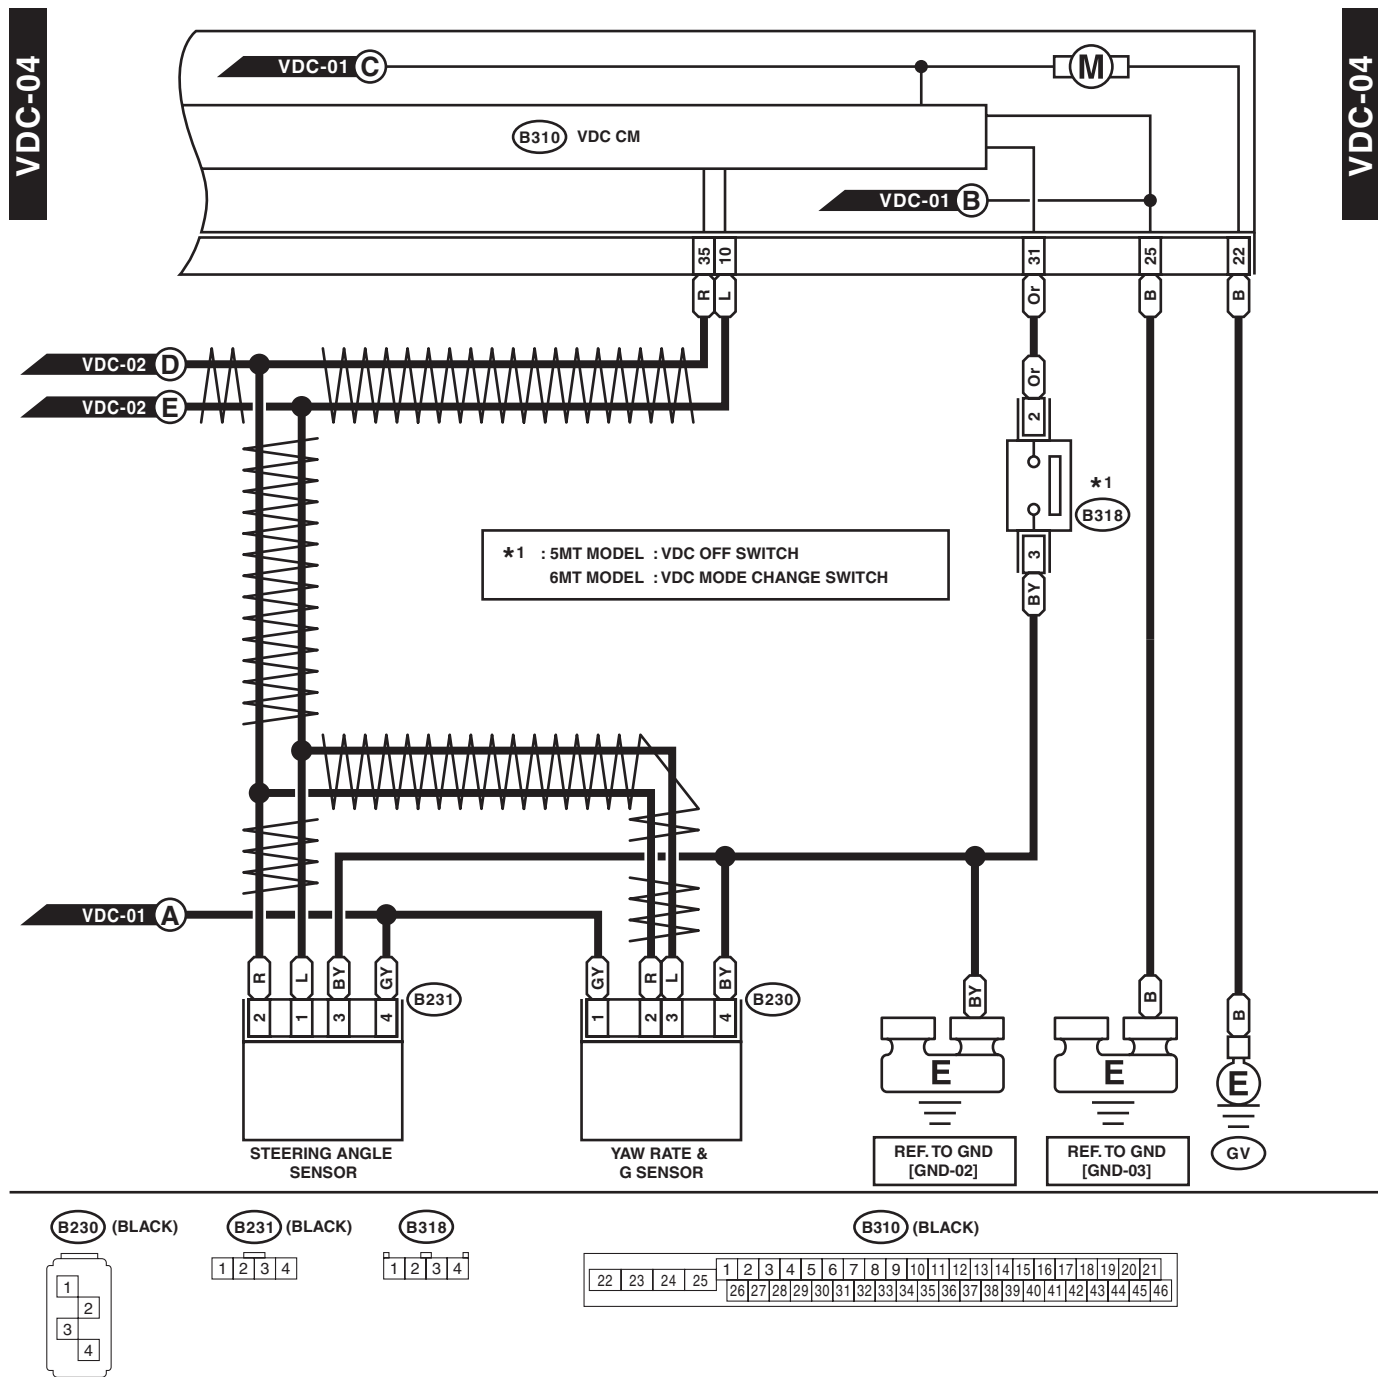 VDC-04
VDC-04
VDC-01 C
M
B310 VDC CM
VDC-01 B
35 10 31 25 22
R L Or B B
VDC-02 D
VDC-02 E
Or
2
*1
B318
3
BY
*1 : 5MT MODEL : VDC OFF SWITCH
6MT MODEL : VDC MODE CHANGE SWITCH
VDC-01 A
R L BY GY
B231
2 1 3 4
GY R L BY
B230
1 2 3 4
BY B B
E E E
STEERING ANGLE
SENSOR
YAW RATE &
G SENSOR
REF. TO GND
[GND-02]
REF. TO GND
[GND-03]
GV
B230 (BLACK)
1
2
3
4
B231 (BLACK)
1 2 3 4
B318
1 2 3 4
B310 (BLACK)
22 23 24 25
1 2 3 4 5 6 7 8 9 10 11 12 13 14 15 16 17 18 19 20 21
26 27 28 29 30 31 32 33 34 35 36 37 38 39 40 41 42 43 44 45 46